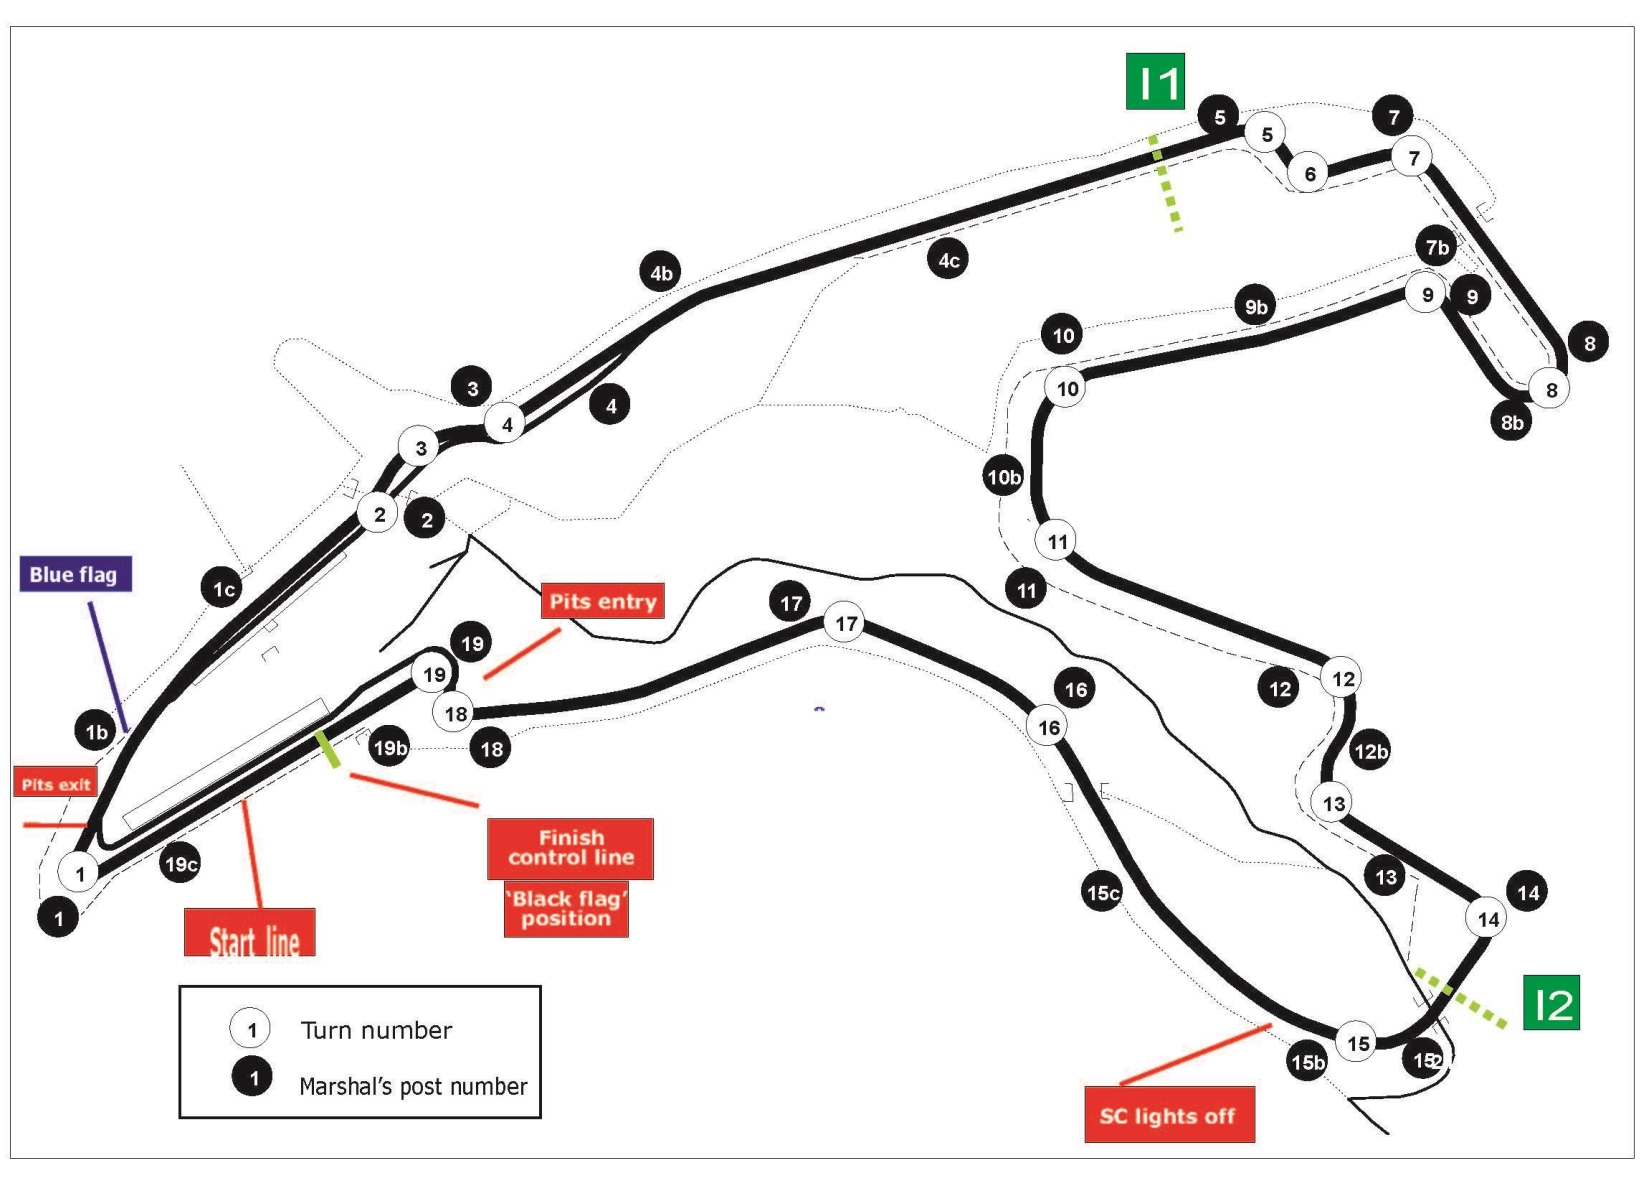 I1
5
5
7
7
6
7b
4b
4c
9
9
9b
10
8
3
10
8
4
8b
4
3
10b
2
2
11
Blue flag
1c
11
Pits entry
17
17
19
19
12
12
16
18
16
1b
19b
18
12b
Pits exit
13
Finish
control line
19c
1
13
15c
14
‘Black flag’
position
1
14
Start line
I2
1 Turn number
15
15b
15
1 Marshal’s post number
SC lights off